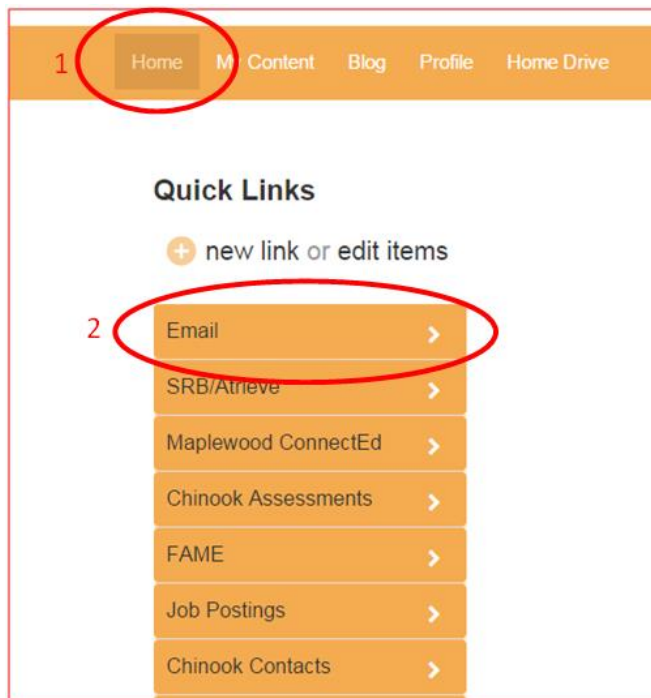 1 Home My Content Blog Profile Home Drive
Quick Links
+ new link or edit items
2 Email
SRB/Atrieve
Maplewood ConnectEd
Chinook Assessments
FAME
Job Postings
Chinook Contacts